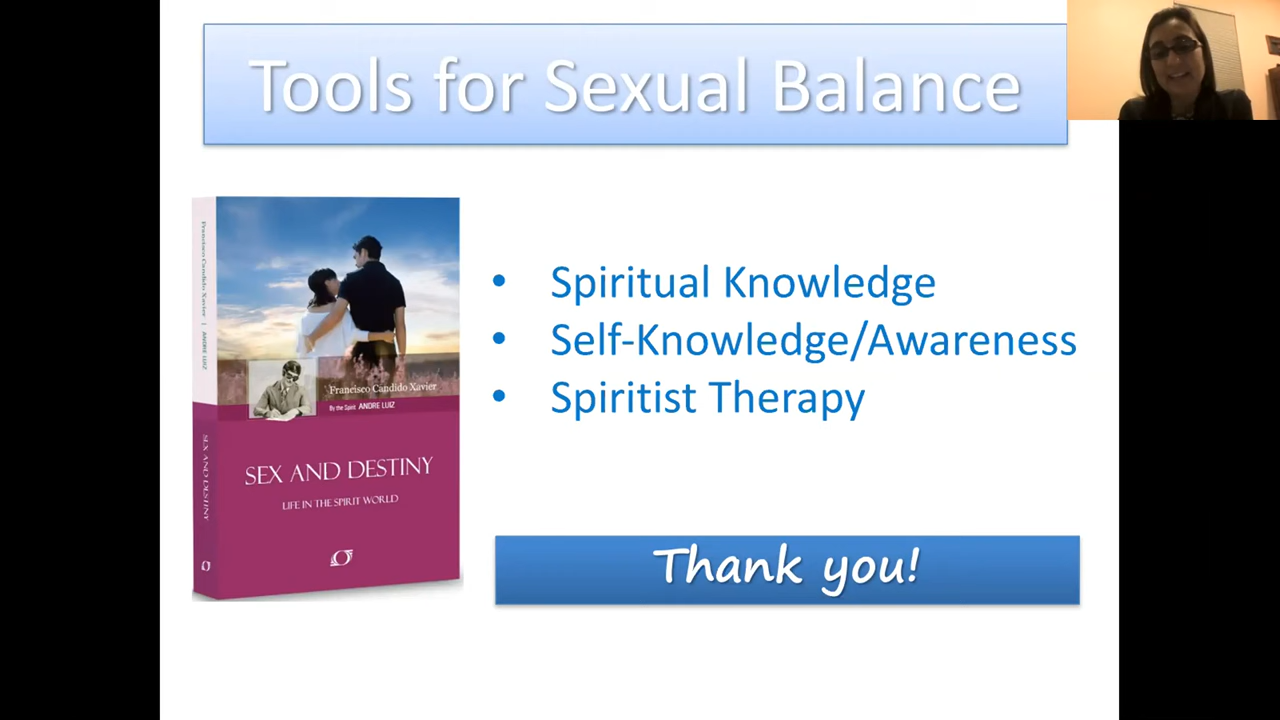 Tools for Sexual Balance
Francisco Candido Xavier | ANDRE LUIZ
SEX AND DESTINY
Francisco Candido Xavier
By the Spirit ANDRE LUIZ
SEX AND DESTINY
LIFE IN THE SPIRIT WORLD
• Spiritual Knowledge
• Self-Knowledge/Awareness
• Spiritist Therapy
Thank you!